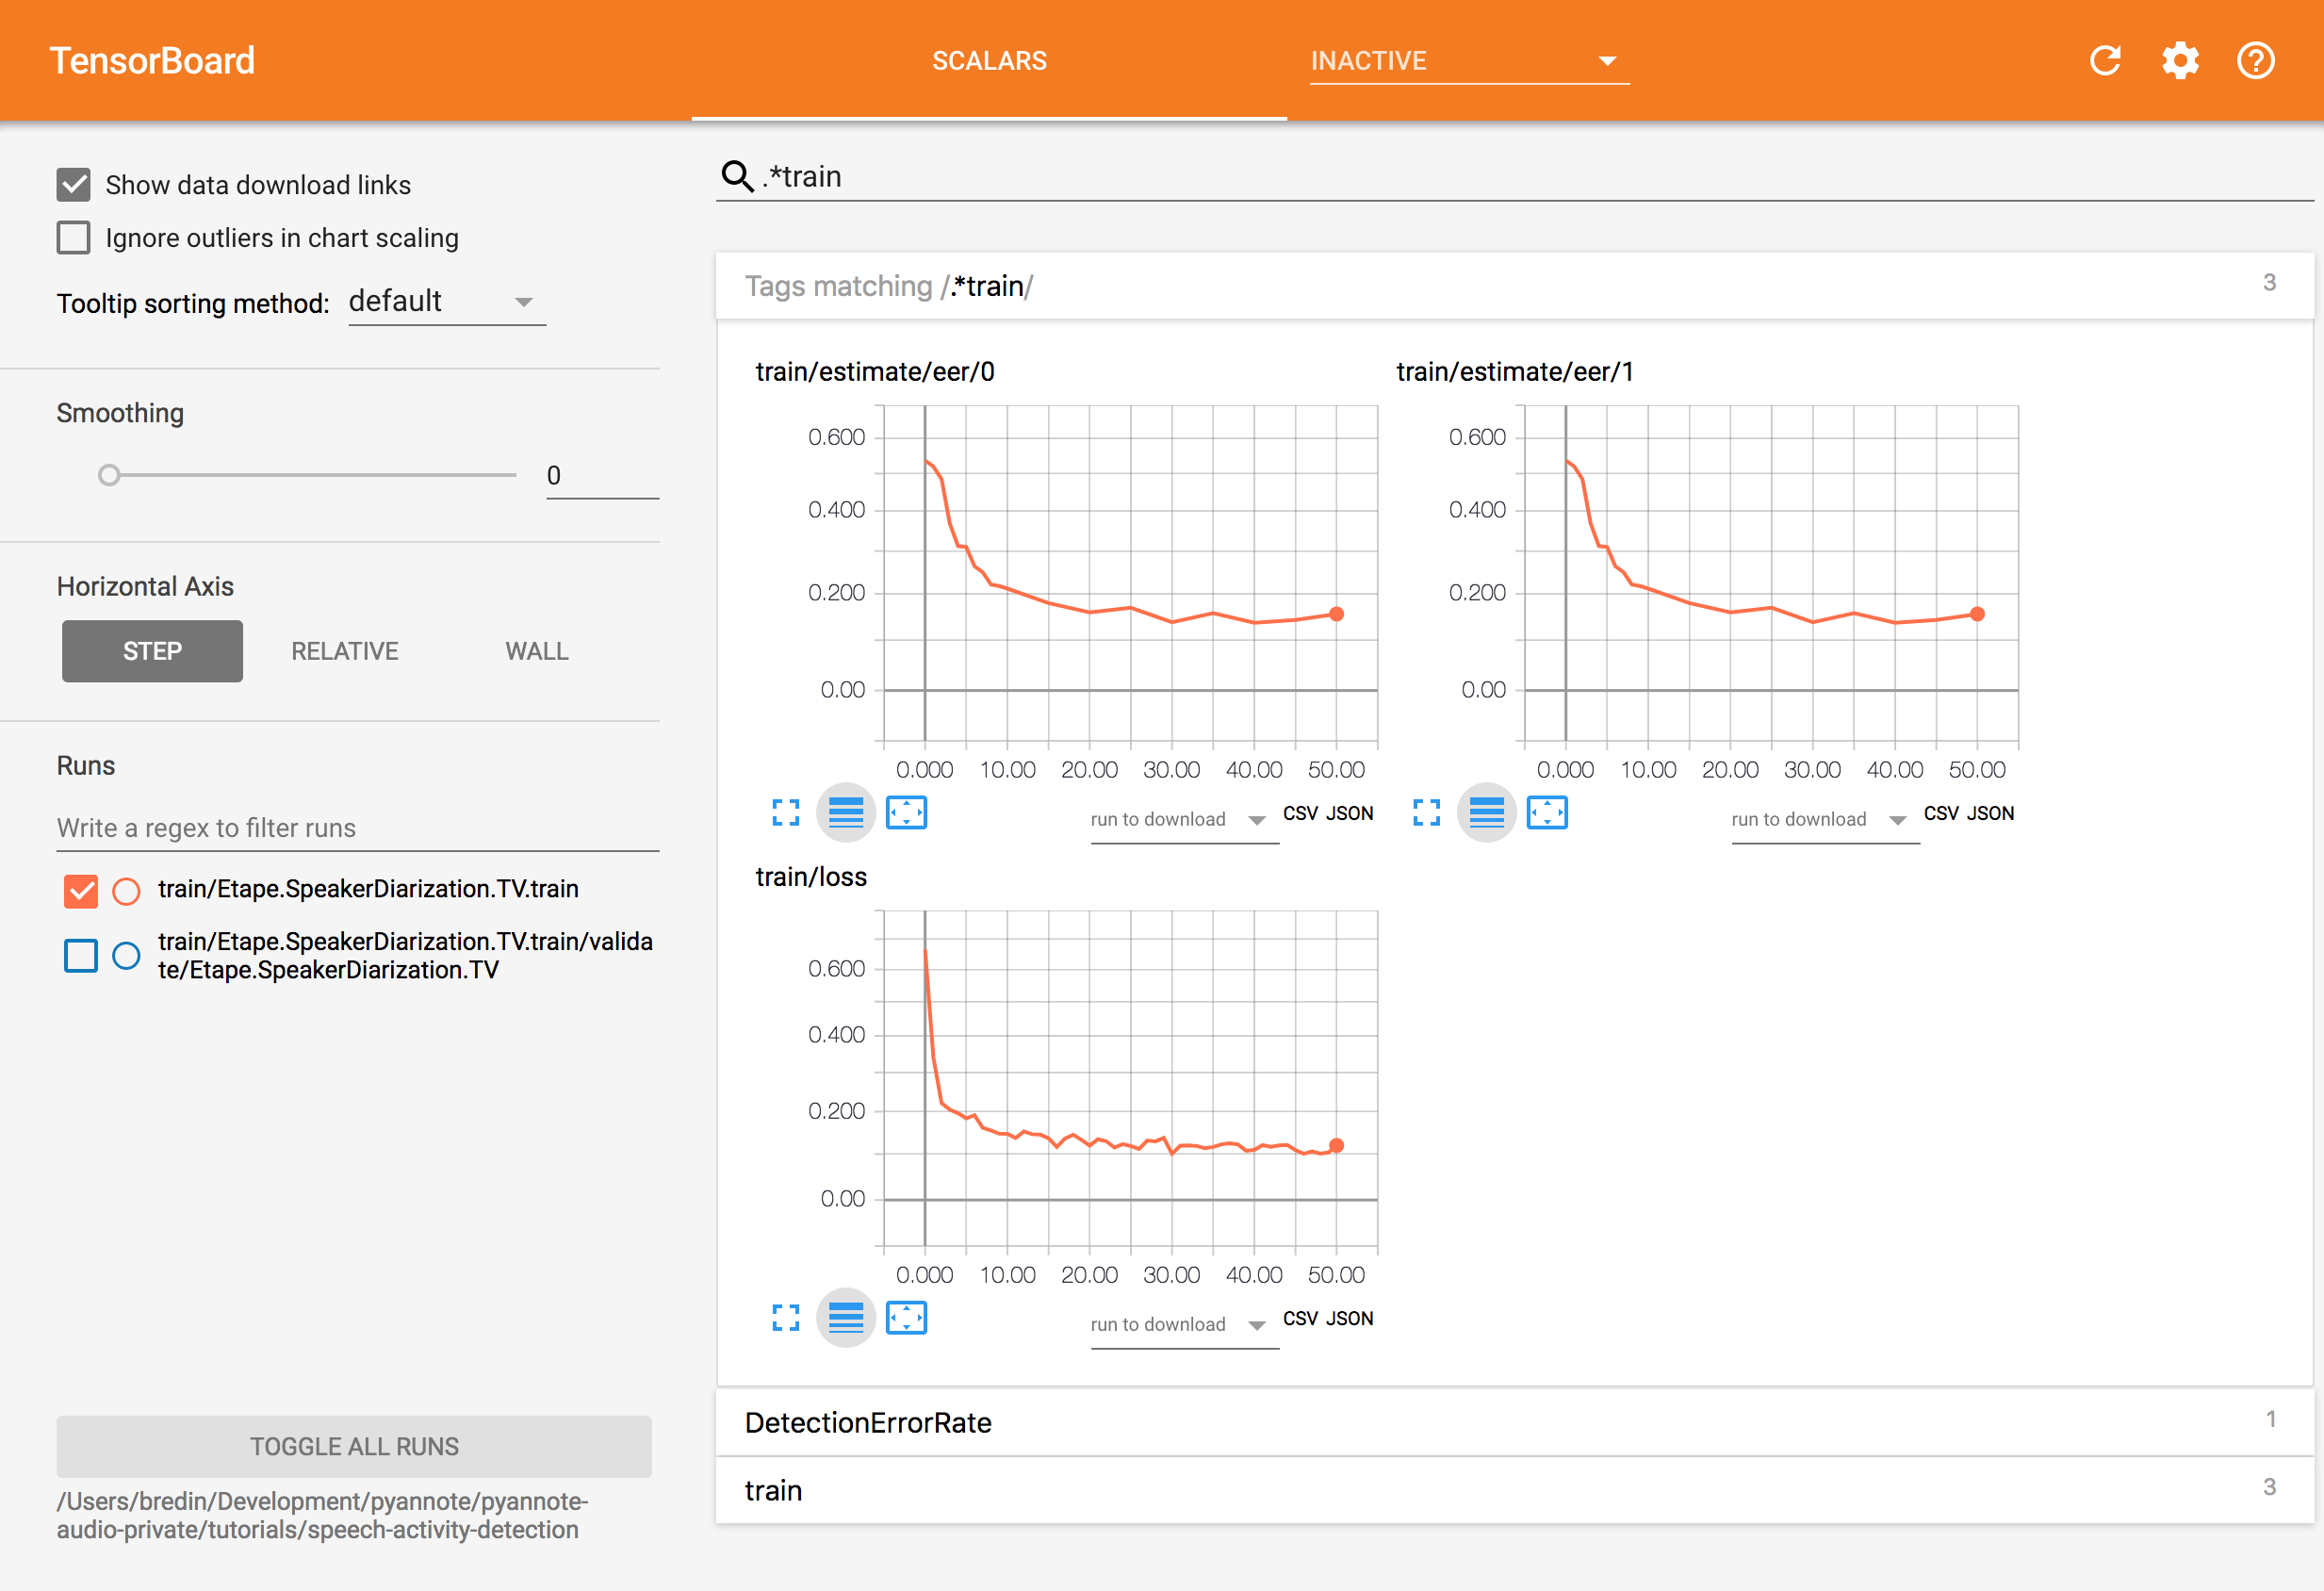 TensorBoard
SCALARS
INACTIVE
Show data download links
Ignore outliers in chart scaling
Tooltip sorting method: default
Smoothing
0
Horizontal Axis
STEP RELATIVE WALL
Runs
Write a regex to filter runs
train/Etape.SpeakerDiarization.TV.train
train/Etape.SpeakerDiarization.TV.train/valida
te/Etape.SpeakerDiarization.TV
TOGGLE ALL RUNS
/Users/bredin/Development/pyannote/pyannote-
audio-private/tutorials/speech-activity-detection
.*train
Tags matching /.*train/ 3
train/estimate/eer/0
0.600
0.400
0.200
0.00
0.000 10.00 20.00 30.00 40.00 50.00
run to download CSV JSON
train/estimate/eer/1
0.600
0.400
0.200
0.00
0.000 10.00 20.00 30.00 40.00 50.00
run to download CSV JSON
train/loss
0.600
0.400
0.200
0.00
0.000 10.00 20.00 30.00 40.00 50.00
run to download CSV JSON
DetectionErrorRate 1
train 3